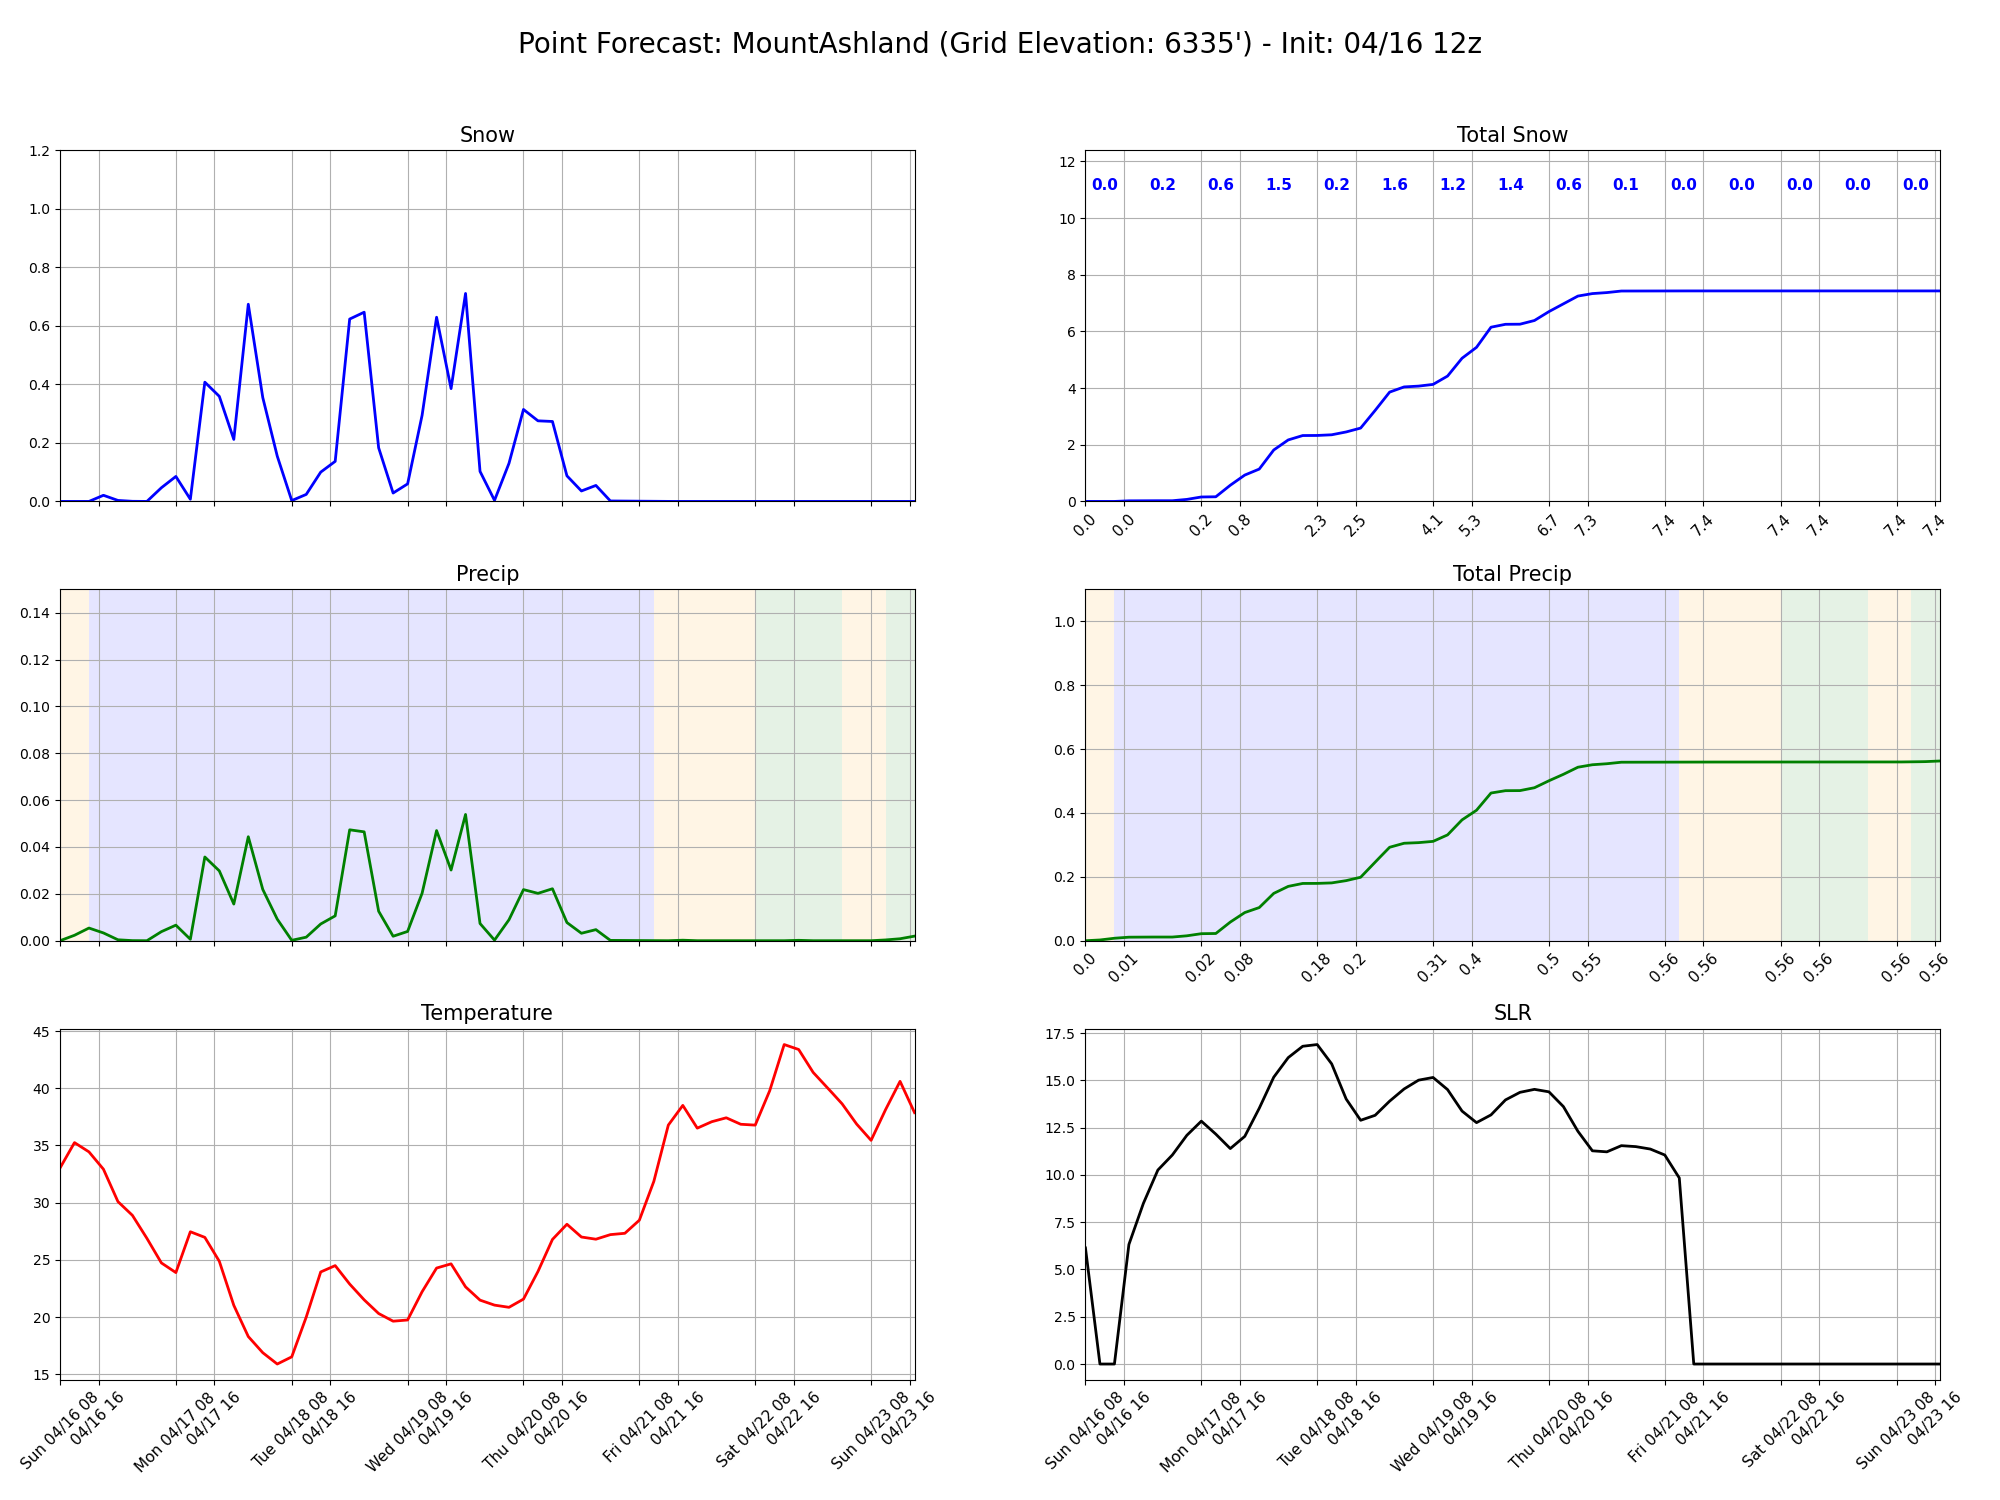 Point Forecast: MountAshland (Grid Elevation: 6335') - Init: 04/16 12z
Snow
1.2
1.0
0.8
0.6
0.4
0.2
0.0
Total Snow
12
10
8
6
4
2
0
0.0 0.2 0.6 1.5 0.2 1.6 1.2 1.4 0.6 0.1 0.0 0.0 0.0 0.0 0.0
0.0 0.0 0.2 0.8 2.3 2.5 4.1 5.3 6.7 7.3 7.4 7.4 7.4 7.4 7.4 7.4
Precip
0.14
0.12
0.10
0.08
0.06
0.04
0.02
0.00
Total Precip
1.0
0.8
0.6
0.4
0.2
0.0
0.0 0.01 0.02 0.08 0.18 0.2 0.31 0.4 0.5 0.55 0.56 0.56 0.56 0.56 0.56 0.56
Temperature
45
40
35
30
25
20
15
Sun 04/16 08
04/16 16
Mon 04/17 08
04/17 16
Tue 04/18 08
04/18 16
Wed 04/19 08
04/19 16
Thu 04/20 08
04/20 16
Fri 04/21 08
04/21 16
Sat 04/22 08
04/22 16
Sun 04/23 08
04/23 16
SLR
17.5
15.0
12.5
10.0
7.5
5.0
2.5
0.0
Sun 04/16 08
04/16 16
Mon 04/17 08
04/17 16
Tue 04/18 08
04/18 16
Wed 04/19 08
04/19 16
Thu 04/20 08
04/20 16
Fri 04/21 08
04/21 16
Sat 04/22 08
04/22 16
Sun 04/23 08
04/23 16